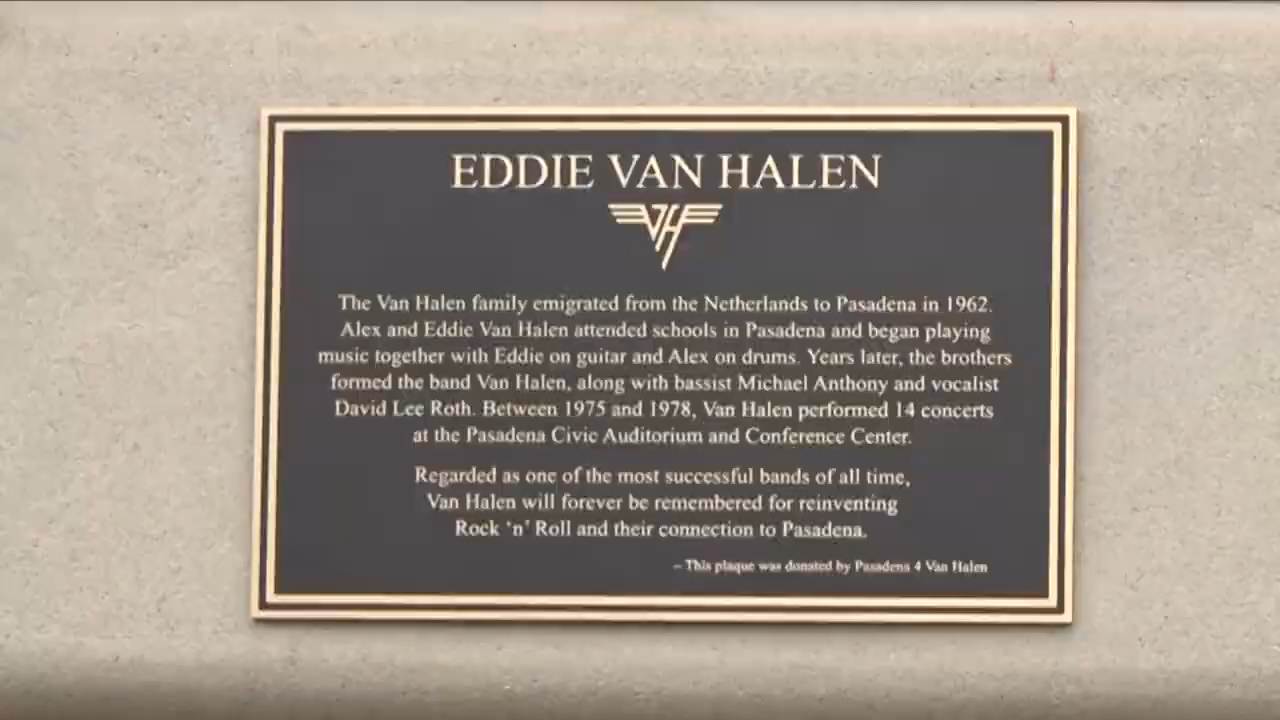 EDDIE VAN HALEN
VH
The Van Halen family emigrated from the Netherlands to Pasadena in 1962.
Alex and Eddie Van Halen attended schools in Pasadena and began playing
music together with Eddie on guitar and Alex on drums. Years later, the brothers
formed the band Van Halen, along with bassist Michael Anthony and vocalist
David Lee Roth. Between 1975 and 1978, Van Halen performed 14 concerts
at the Pasadena Civic Auditorium and Conference Center.
Regarded as one of the most successful bands of all time,
Van Halen will forever be remembered for reinventing
Rock ‘n’ Roll and their connection to Pasadena.
– This plaque was donated by Pasadena 4 Van Halen